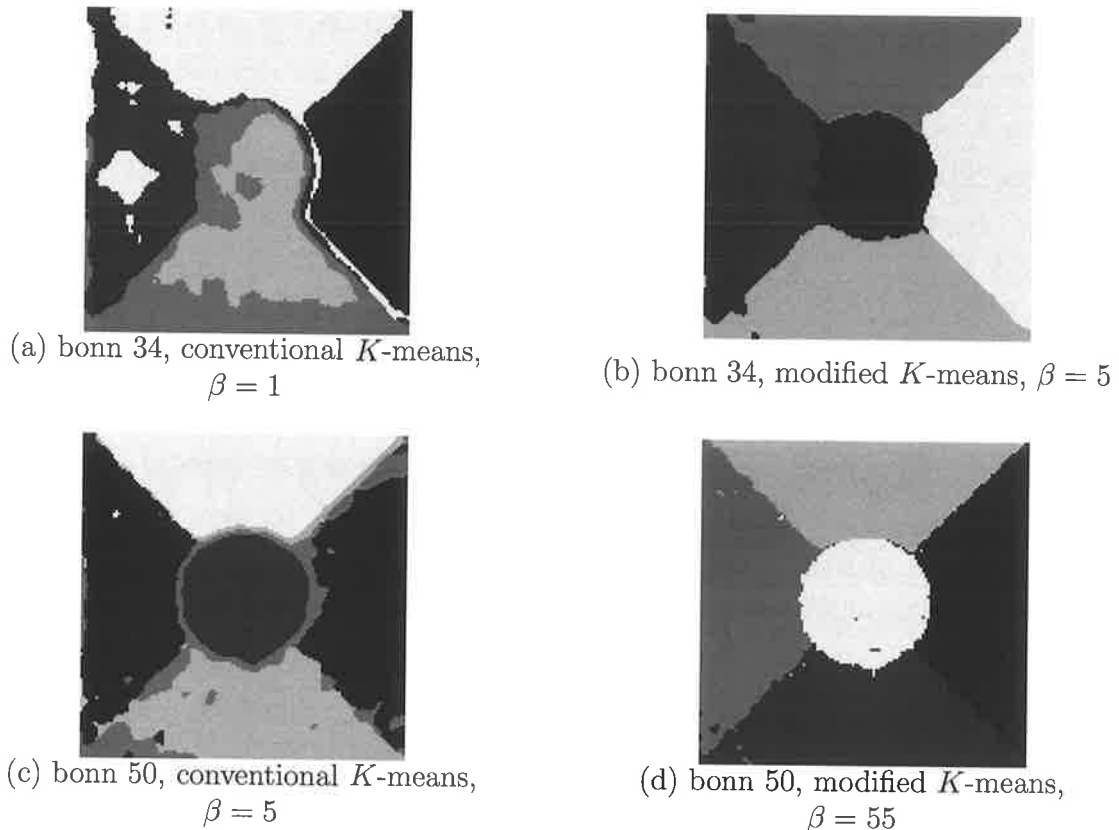 (a) bonn 34, conventional K-means,
β = 1
(b) bonn 34, modified K-means, β = 5
(c) bonn 50, conventional K-means,
β = 5
(d) bonn 50, modified K-means,
β = 55